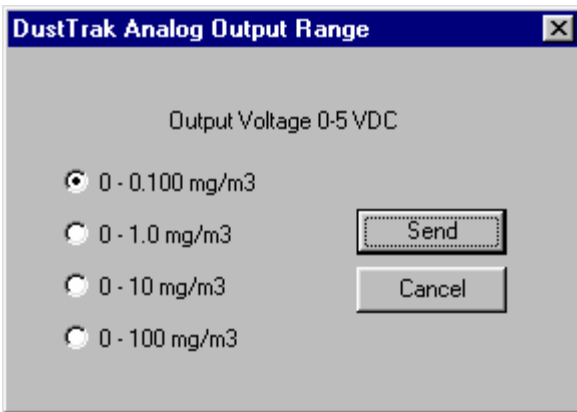 DustTrak Analog Output Range
Output Voltage 0-5 VDC
0 - 0.100 mg/m3
0 - 1.0 mg/m3
Send
0 - 10 mg/m3
Cancel
0 - 100 mg/m3